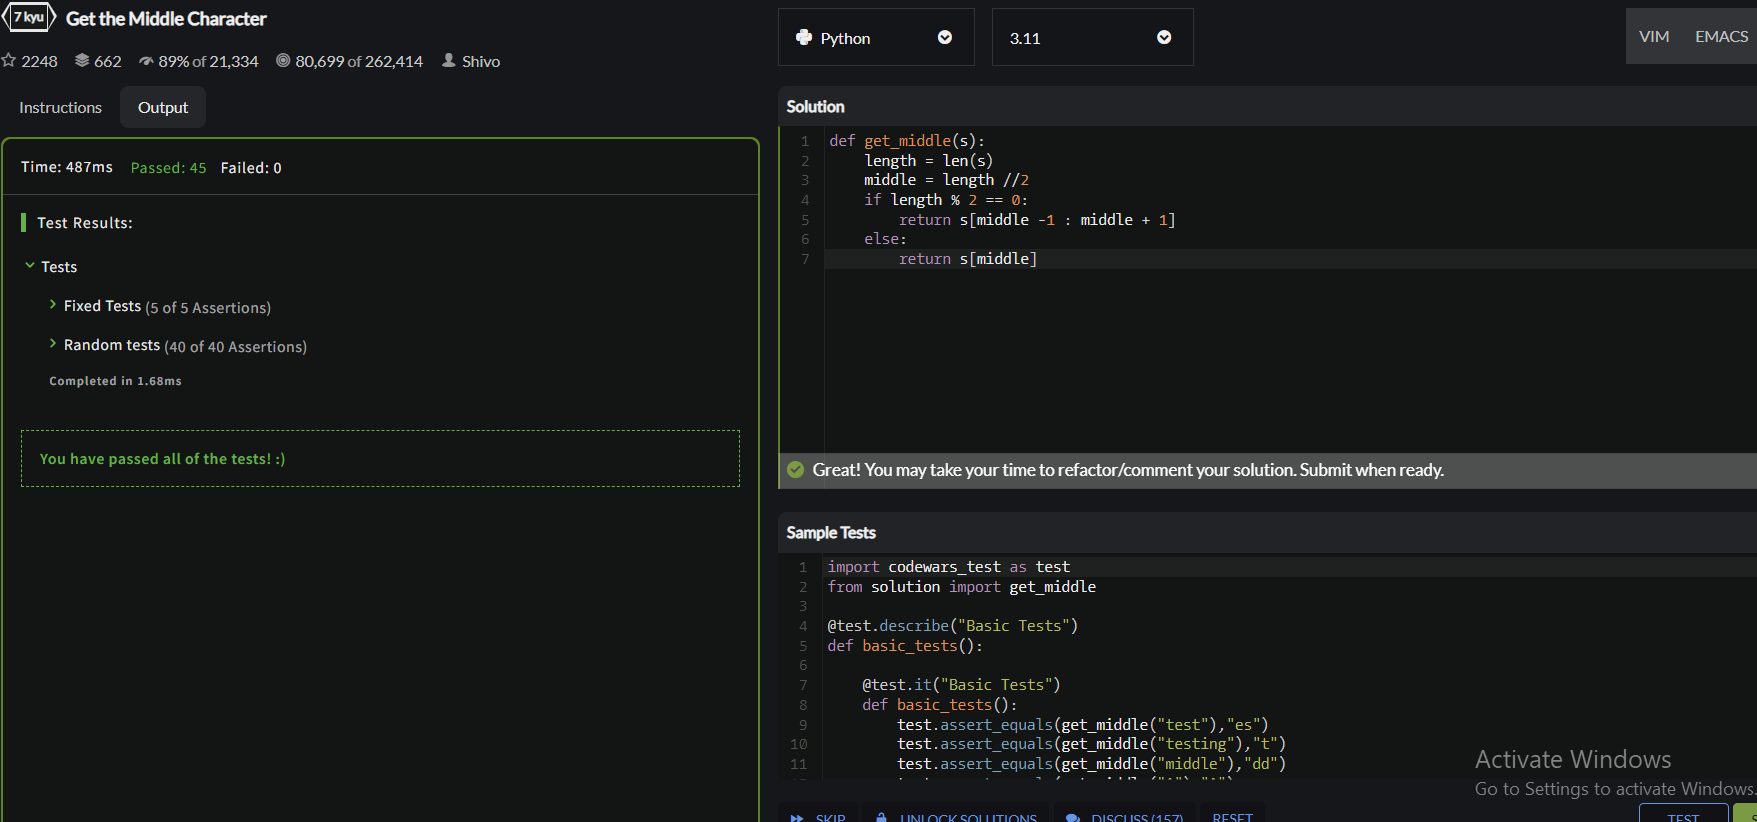 7 kyu Get the Middle Character
2248 662 89% of 21,334 80,699 of 262,414 Shivo
Instructions Output
Time: 487ms Passed: 45 Failed: 0
Test Results:
Tests
Fixed Tests (5 of 5 Assertions)
Random tests (40 of 40 Assertions)
Completed in 1.68ms
You have passed all of the tests! :)
Python 3.11 VIM EMACS
Solution
1 def get_middle(s):
2 length = len(s)
3 middle = length //2
4 if length % 2 == 0:
5 return s[middle -1 : middle + 1]
6 else:
7 return s[middle]
Great! You may take your time to refactor/comment your solution. Submit when ready.
Sample Tests
1 import codewars_test as test
2 from solution import get_middle
3
4 @test.describe("Basic Tests")
5 def basic_tests():
6
7 @test.it("Basic Tests")
8 def basic_tests():
9 test.assert_equals(get_middle("test"),"es")
10 test.assert_equals(get_middle("testing"),"t")
11 test.assert_equals(get_middle("middle"),"dd")
Activate Windows
Go to Settings to activate Windows.
SKIP UNLOCK SOLUTIONS DISCUSS (157) RESET TEST